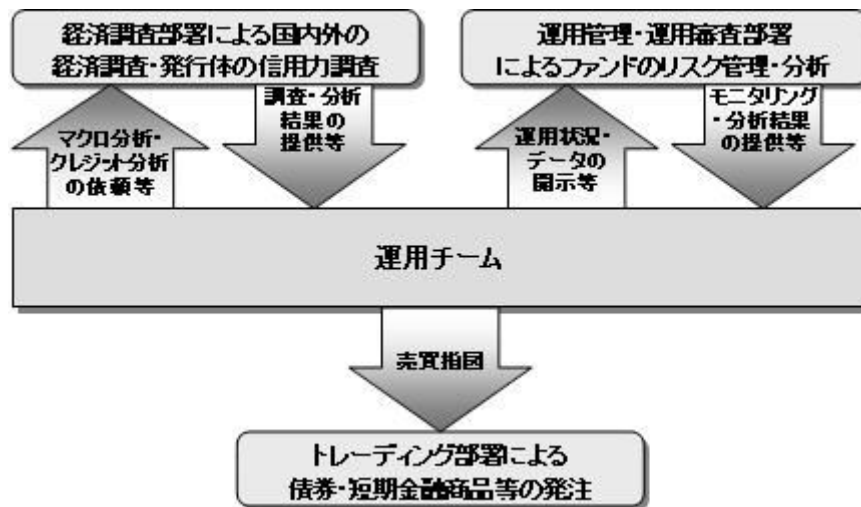 経済調査部署による国内外の
経済調査・発行体の信用力調査
運用管理・運用審査部署
によるファンドのリスク管理・分析
マクロ分析・
クレジット分析
の依頼等
調査・分析
結果の
提供等
運用状況・
データの
開示等
モニタリング
・分析結果
の提供等
運用チーム
売買指図
トレーディング部署による
債券・短期金融商品等の発注